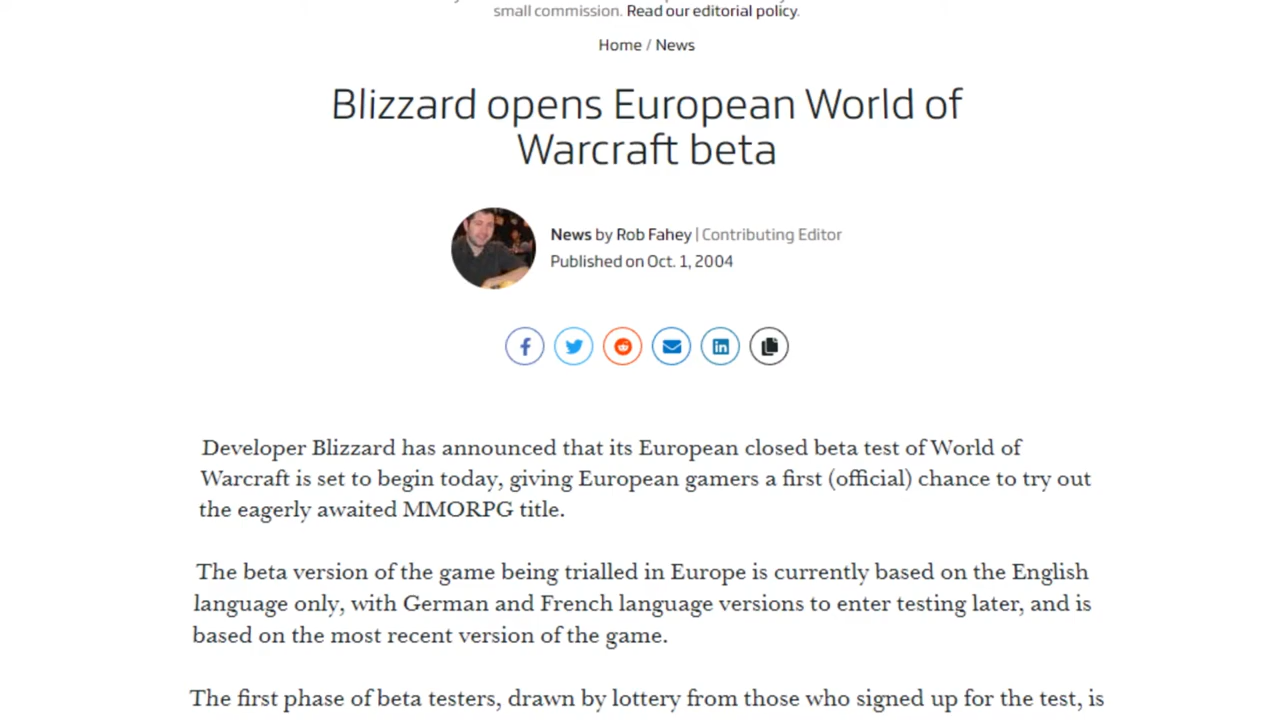 small commission. Read our editorial policy.
Home / News
Blizzard opens European World of
Warcraft beta
News by Rob Fahey | Contributing Editor
Published on Oct. 1, 2004
Developer Blizzard has announced that its European closed beta test of World of
Warcraft is set to begin today, giving European gamers a first (official) chance to try out
the eagerly awaited MMORPG title.
The beta version of the game being trialled in Europe is currently based on the English
language only, with German and French language versions to enter testing later, and is
based on the most recent version of the game.
The first phase of beta testers, drawn by lottery from those who signed up for the test, is